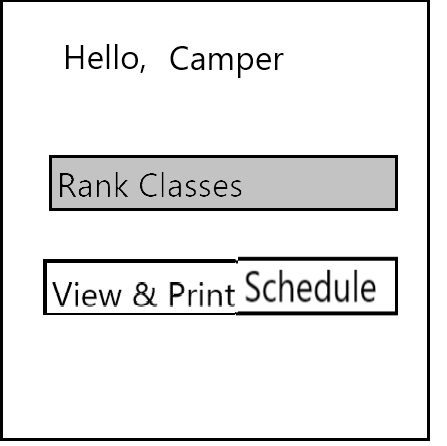 Hello, Camper
Rank Classes
View & Print Schedule